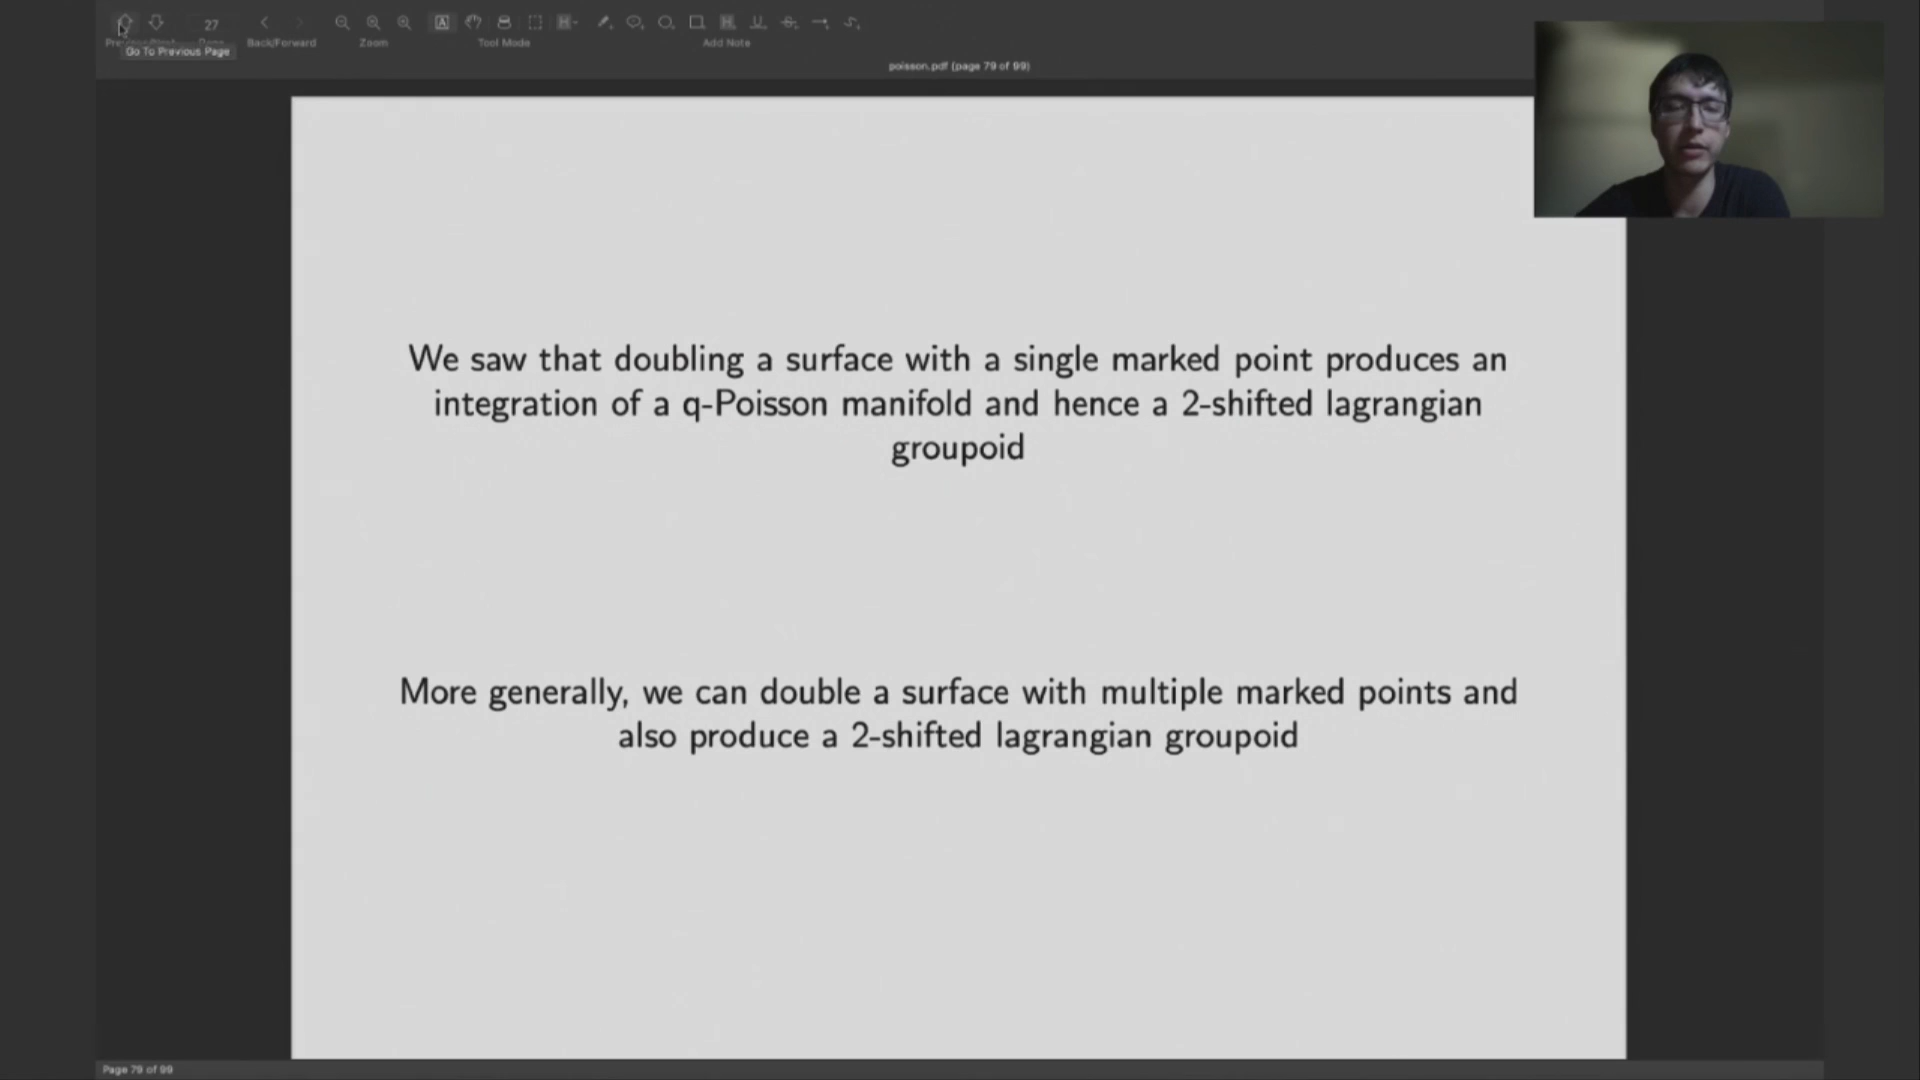 27
Back/Forward
Zoom
Tool Mode
Add Note
Go To Previous Page
poisson.pdf (page 79 of 99)
We saw that doubling a surface with a single marked point produces an
integration of a q-Poisson manifold and hence a 2-shifted lagrangian
groupoid
More generally, we can double a surface with multiple marked points and
also produce a 2-shifted lagrangian groupoid
Page 79 of 99